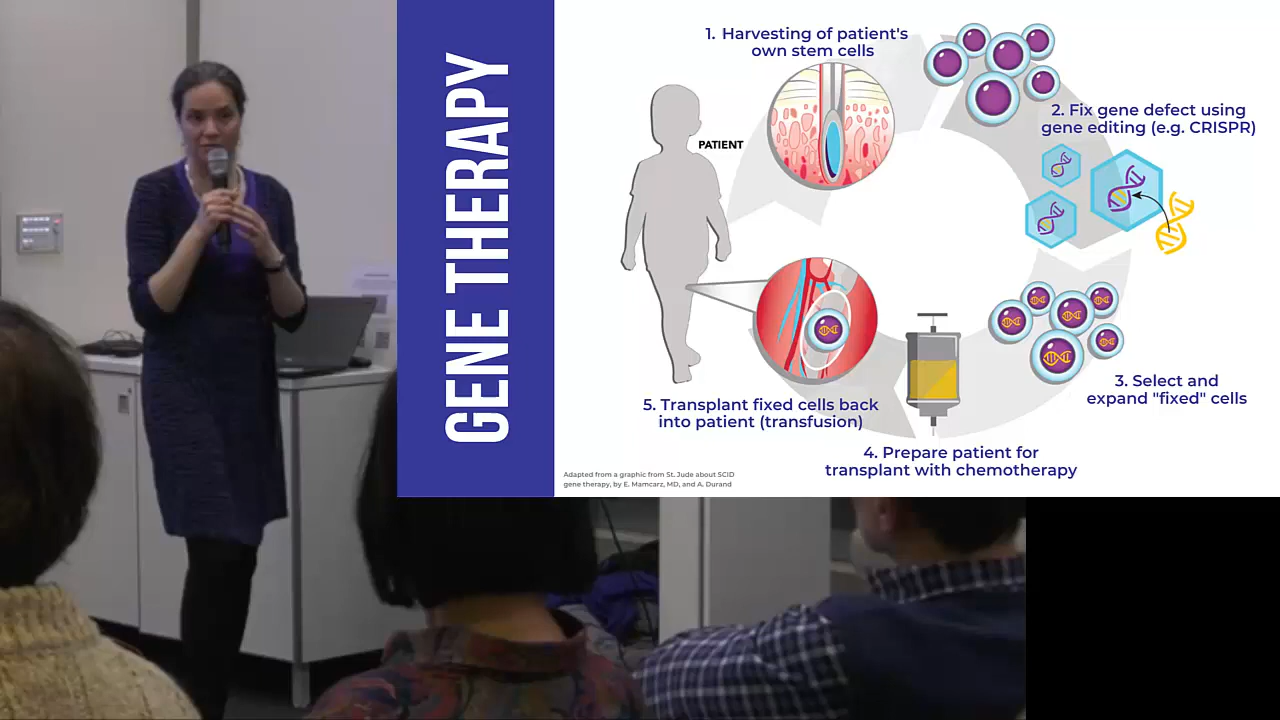 GENE THERAPY
1. Harvesting of patient's
own stem cells
PATIENT
2. Fix gene defect using
gene editing (e.g. CRISPR)
3. Select and
expand "fixed" cells
4. Prepare patient for
transplant with chemotherapy
5. Transplant fixed cells back
into patient (transfusion)
Adapted from a graphic from St. Jude about SCID
gene therapy, by E. Mamcarz, MD, and A. Durand